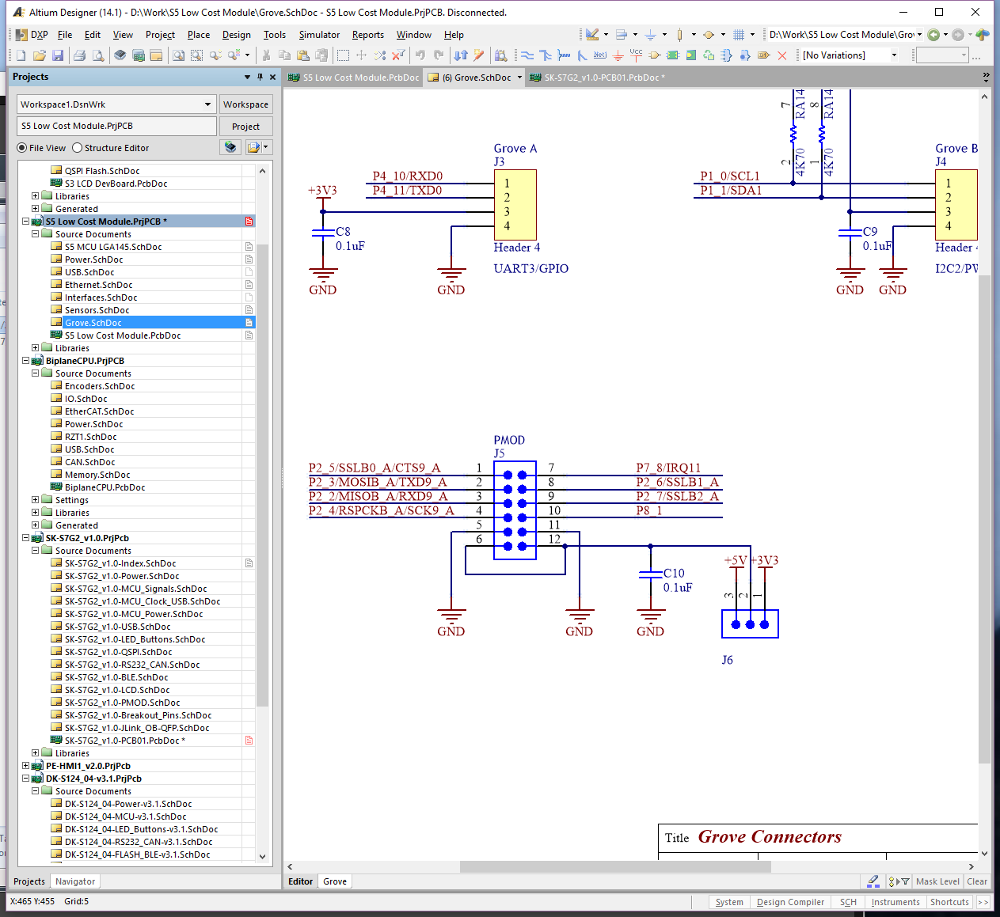 Altium Designer (14.1) - D:\Work\S5 Low Cost Module\Grove.SchDoc - S5 Low Cost Module.PrjPCB. Disconnected.
DXP File Edit View Project Place Design Tools Simulator Reports Window Help
D:\Work\S5 Low Cost Module\Gro
Net
Vcc
[No Variations]
Projects
S5 Low Cost Module.PcbDoc
(6) Grove.SchDoc
SK-S7G2_v1.0-PCB01.PcbDoc *
Workspace1.DsnWrk
Workspace
S5 Low Cost Module.PrjPCB
Project
File View
Structure Editor
QSPI Flash.SchDoc
S3 LCD DevBoard.PcbDoc
Libraries
Generated
S5 Low Cost Module.PrjPCB *
Source Documents
S5 MCU LGA145.SchDoc
Power.SchDoc
USB.SchDoc
Ethernet.SchDoc
Interfaces.SchDoc
Sensors.SchDoc
Grove.SchDoc
S5 Low Cost Module.PcbDoc
Libraries
BiplaneCPU.PrjPCB
Source Documents
Encoders.SchDoc
IO.SchDoc
EtherCAT.SchDoc
Power.SchDoc
RZT1.SchDoc
USB.SchDoc
CAN.SchDoc
Memory.SchDoc
BiplaneCPU.PcbDoc
Settings
Libraries
Generated
SK-S7G2_v1.0.PrjPcb
Source Documents
SK-S7G2_v1.0-Index.SchDoc
SK-S7G2_v1.0-Power.SchDoc
SK-S7G2_v1.0-MCU_Signals.SchDoc
SK-S7G2_v1.0-MCU_Clock_USB.SchDoc
SK-S7G2_v1.0-MCU_Power.SchDoc
SK-S7G2_v1.0-USB.SchDoc
SK-S7G2_v1.0-LED_Buttons.SchDoc
SK-S7G2_v1.0-QSPI.SchDoc
SK-S7G2_v1.0-RS232_CAN.SchDoc
SK-S7G2_v1.0-BLE.SchDoc
SK-S7G2_v1.0-LCD.SchDoc
SK-S7G2_v1.0-PMOD.SchDoc
SK-S7G2_v1.0-Breakout_Pins.SchDoc
SK-S7G2_v1.0-JLink_OB-QFP.SchDoc
SK-S7G2_v1.0-PCB01.PcbDoc *
Libraries
PE-HMI1_v2.0.PrjPcb
DK-S124_04-v3.1.PrjPcb
Source Documents
DK-S124_04-Power-v3.1.SchDoc
DK-S124_04-MCU-v3.1.SchDoc
DK-S124_04-LED_Buttons-v3.1.SchDoc
DK-S124_04-RS232_CAN-v3.1.SchDoc
DK-S124_04-FLASH_BLE-v3.1.SchDoc
Projects
Navigator
Grove A
J3
P4_10/RXD0 1
P4_11/TXD0 2
+3V3 3
4
C8
0.1uF
Header 4
UART3/GPIO
GND
GND
7 RA14
8 RA14
2 4K70
1 4K70
Grove B
J4
P1_0/SCL1 1
P1_1/SDA1 2
3
4
C9
0.1uF
Header
I2C2/PW
GND
GND
PMOD
J5
P2_5/SSLB0_A/CTS9_A 1 7 P7_8/IRQ11
P2_3/MOSIB_A/TXD9_A 2 8 P2_6/SSLB1_A
P2_2/MISOB_A/RXD9_A 3 9 P2_7/SSLB2_A
P2_4/RSPCKB_A/SCK9_A 4 10 P8_1
5 11
6 12
+5V +3V3
C10
0.1uF
3 2 1
GND
GND
GND
J6
Title Grove Connectors
Editor
Grove
Mask Level
Clear
X:465 Y:455 Grid:5
System
Design Compiler
SCH
Instruments
Shortcuts
>>